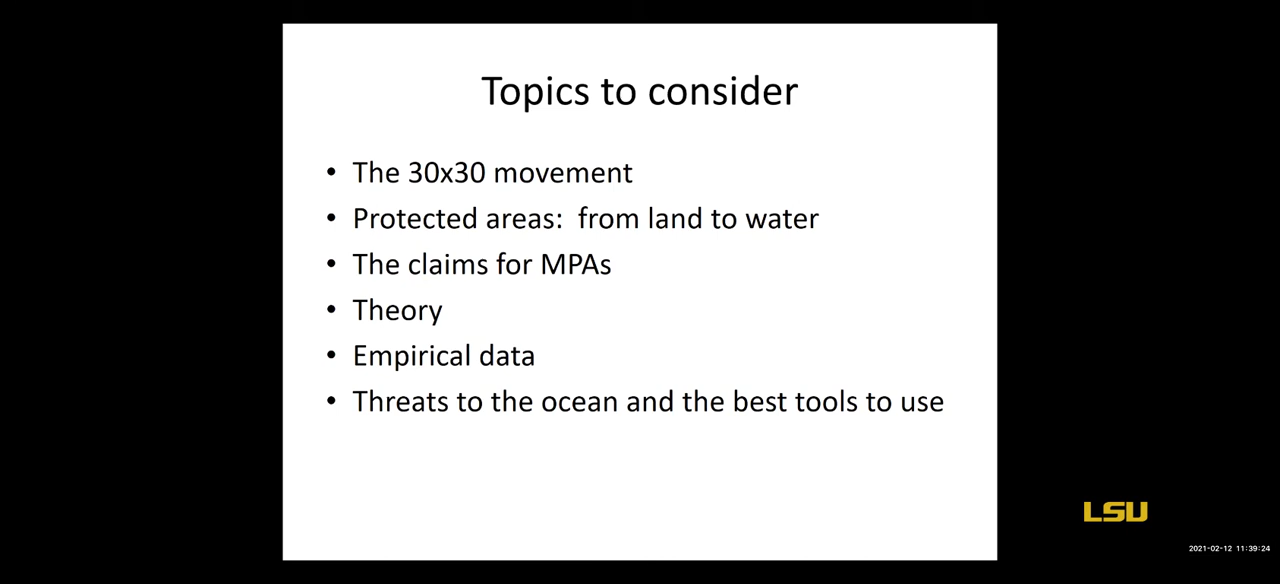 Topics to consider
• The 30x30 movement
• Protected areas:  from land to water
• The claims for MPAs
• Theory
• Empirical data
• Threats to the ocean and the best tools to use
LSU
2021-02-12 11:39:24